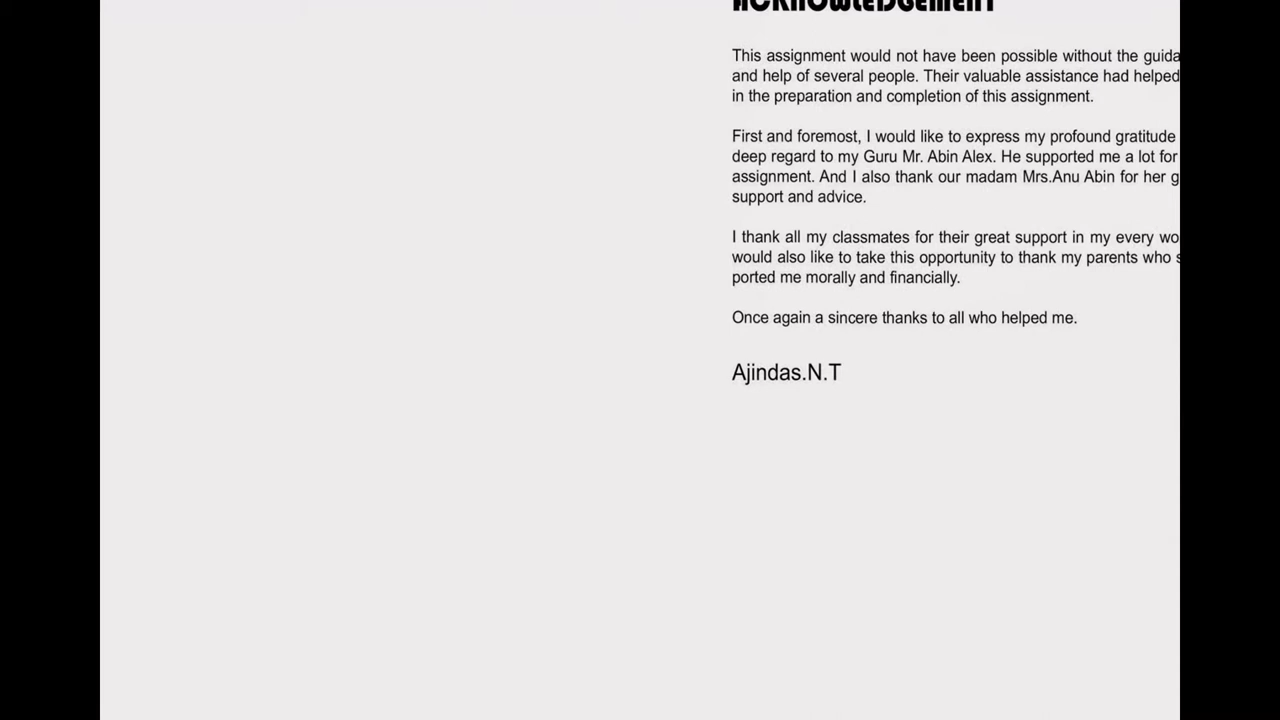 ACKNOWLEDGEMENT
This assignment would not have been possible without the
and help of several people. Their valuable assistance had helped
in the preparation and completion of this assignment.
First and foremost, I would like to express my profound gratitude
deep regard to my Guru Mr. Abin Alex. He supported me a lot for
assignment. And I also thank our madam Mrs.Anu Abin for her
support and advice.
I thank all my classmates for their great support in my every
would also like to take this opportunity to thank my parents who
ported me morally and financially.
Once again a sincere thanks to all who helped me.
Ajindas.N.T